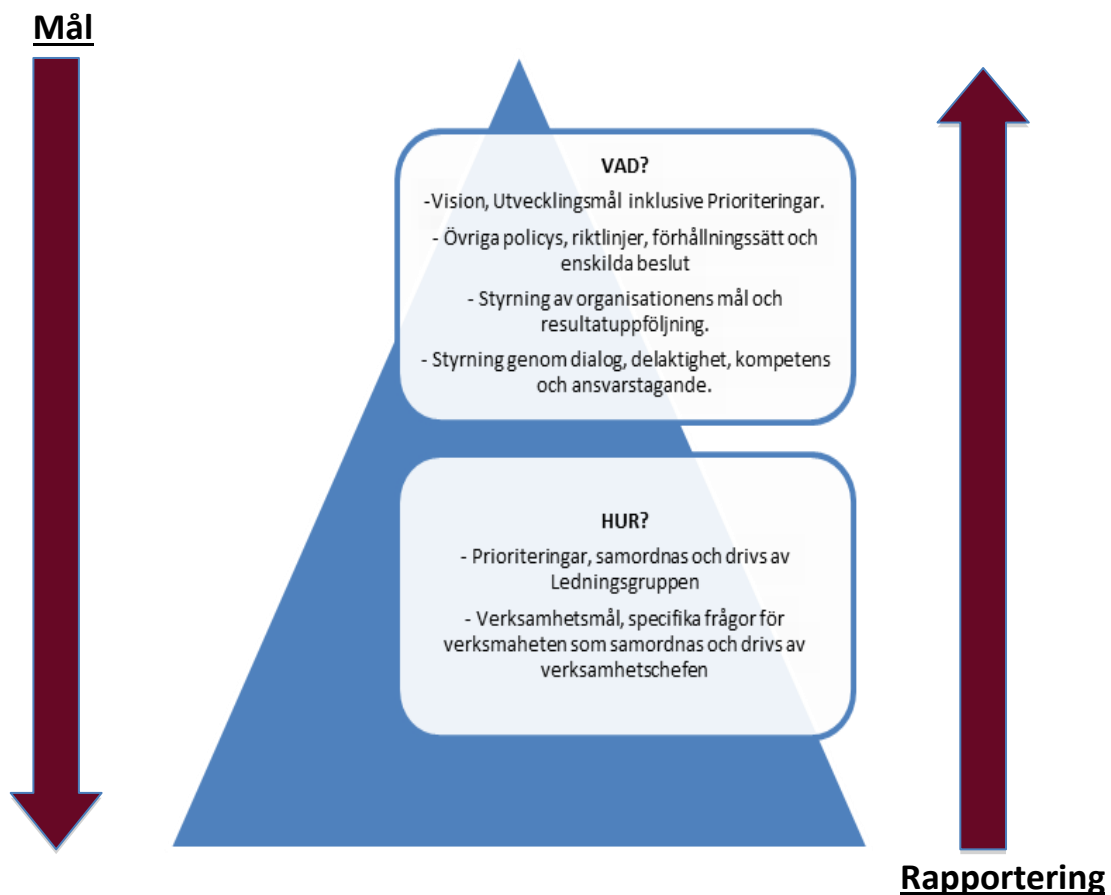 Mål
VAD?
-Vision, Utvecklingsmål inklusive Prioriteringar.
- Övriga policys, riktlinjer, förhållningssätt och
enskilda beslut
- Styrning av organisationens mål och
resultatuppföljning.
- Styrning genom dialog, delaktighet, kompetens
och ansvarstagande.
HUR?
- Prioriteringar, samordnas och drivs av
Ledningsgruppen
- Verksamhetsmål, specifika frågor för
verksmaheten som samordnas och drivs av
verksamhetschefen
Rapportering